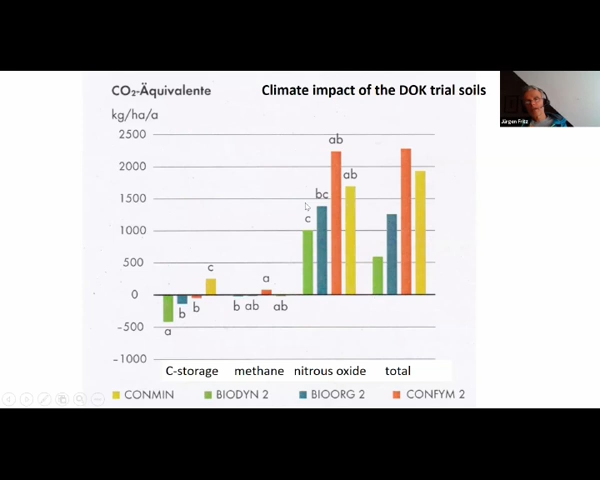 CO₂-Äquivalente
Climate impact of the DOK trial soils
kg/ha/a
Jürgen Fritz
2500
2000
1500
1000
500
0
−500
−1000
a
b
b
c
b
ab
a
ab
c
bc
ab
ab
C-storage methane nitrous oxide total
CONMIN BIODYN 2 BIOORG 2 CONFYM 2